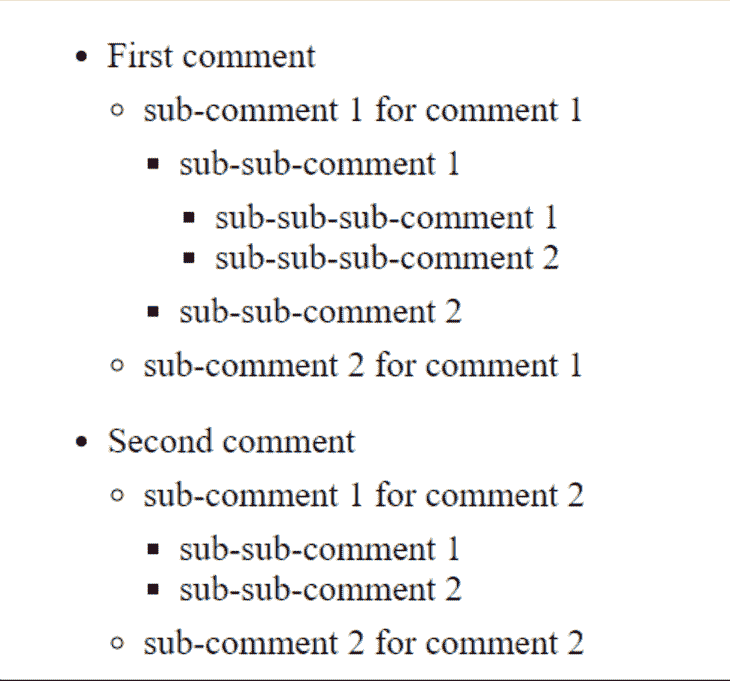 First comment
sub-comment 1 for comment 1
sub-sub-comment 1
sub-sub-sub-comment 1
sub-sub-sub-comment 2
sub-sub-comment 2
sub-comment 2 for comment 1
Second comment
sub-comment 1 for comment 2
sub-sub-comment 1
sub-sub-comment 2
sub-comment 2 for comment 2